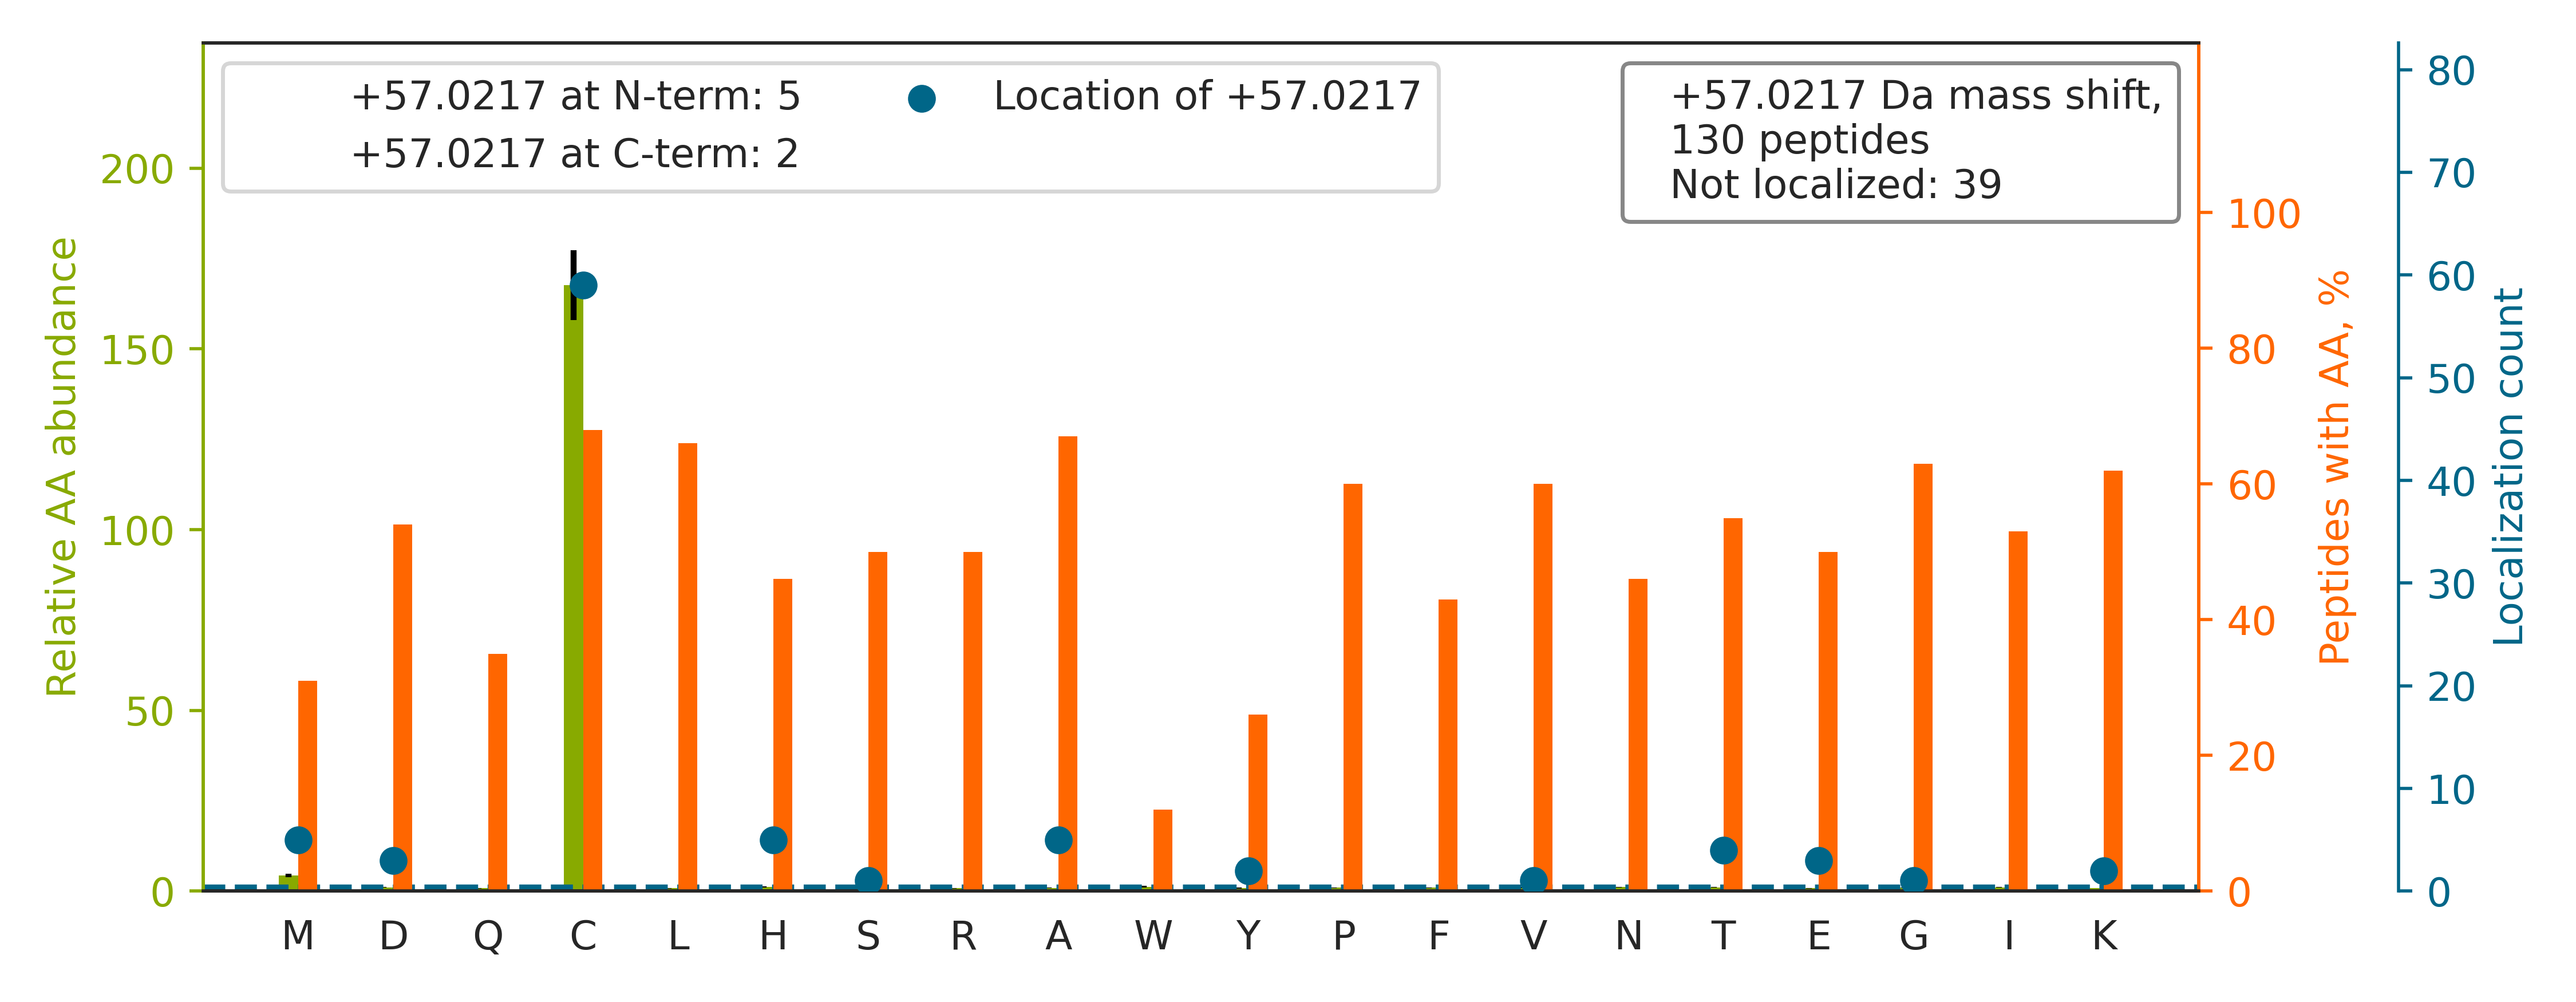 +57.0217 at N-term: 5
+57.0217 at C-term: 2
Location of +57.0217
+57.0217 Da mass shift,
130 peptides
Not localized: 39
Relative AA abundance
200
150
100
50
0
M D Q C L H S R A W Y P F V N T E G I K
100
80
60
40
20
0
Peptides with AA, %
80
70
60
50
40
30
20
10
0
Localization count